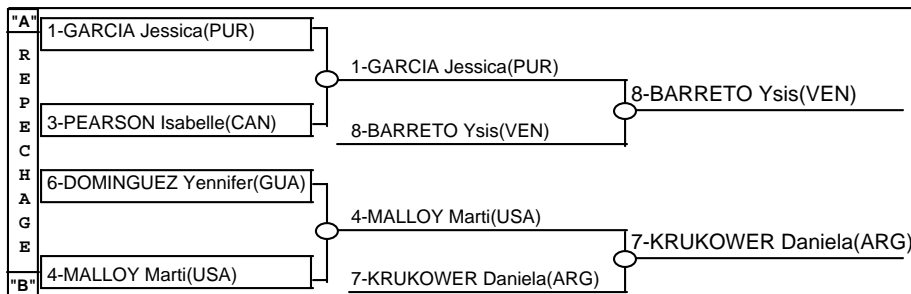 "A"
REPECHAGE
"B"
1-GARCIA Jessica(PUR)
3-PEARSON Isabelle(CAN)
6-DOMINGUEZ Yennifer(GUA)
4-MALLOY Marti(USA)
1-GARCIA Jessica(PUR)
8-BARRETO Ysis(VEN)
4-MALLOY Marti(USA)
7-KRUKOWER Daniela(ARG)
8-BARRETO Ysis(VEN)
7-KRUKOWER Daniela(ARG)